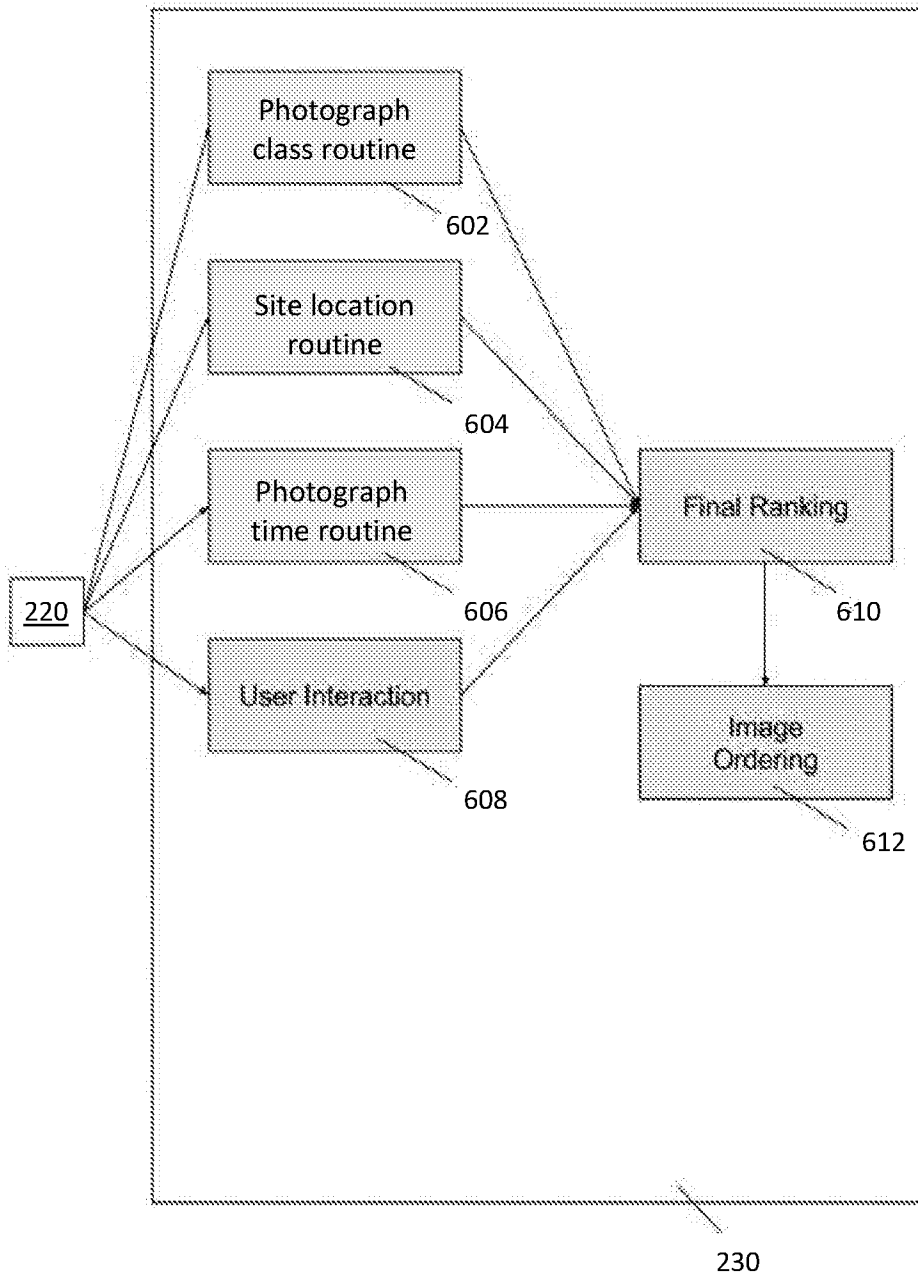 Photograph
class routine
602
Site location
routine
604
Photograph
time routine
606
220
User Interaction
608
Final Ranking
610
Image
Ordering
612
230